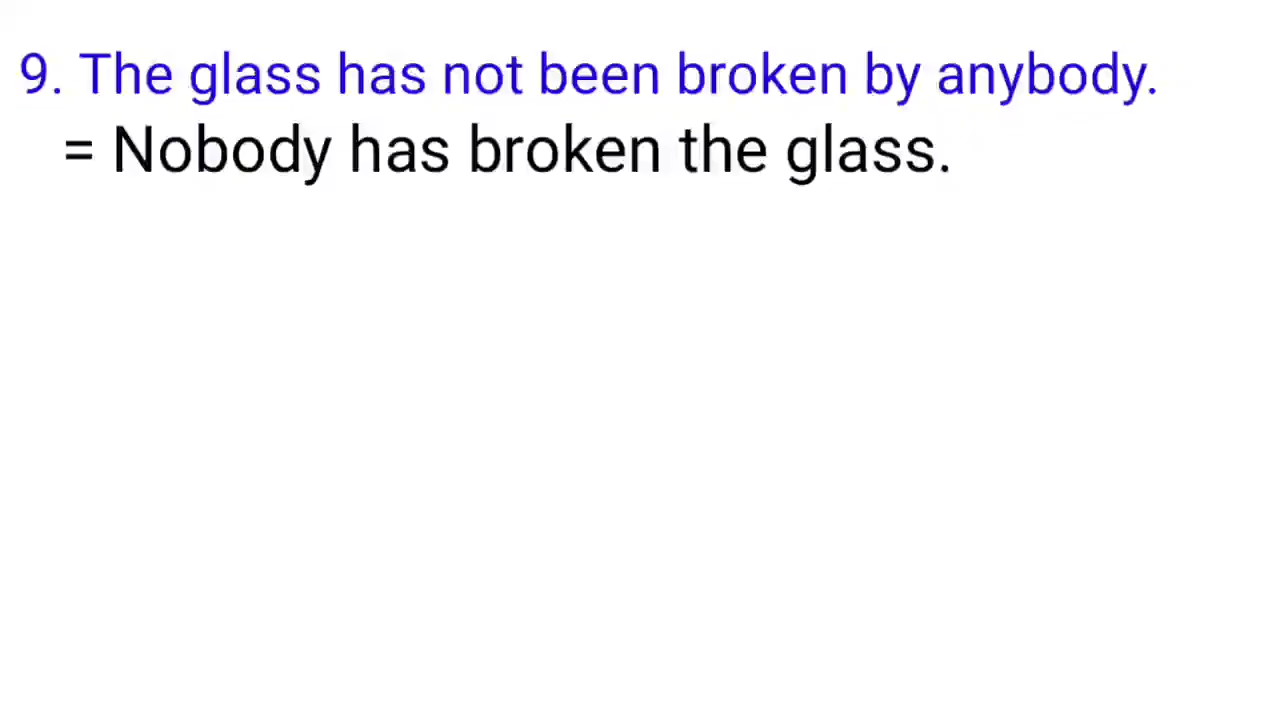 9. The glass has not been broken by anybody.
= Nobody has broken the glass.